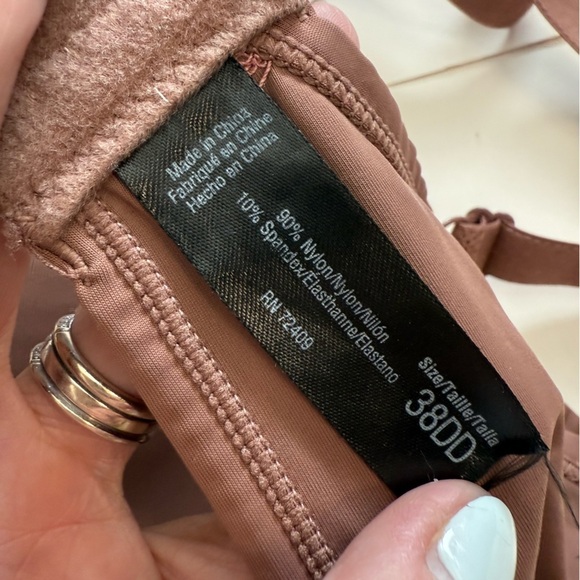 Made in China
Fabriqué en Chine
Hecho en China
90% Nylon/Nylon/Nilón
10% Spandex/Elasthanne/Elastano
RN 72409
Size/Taille/Talla
38DD